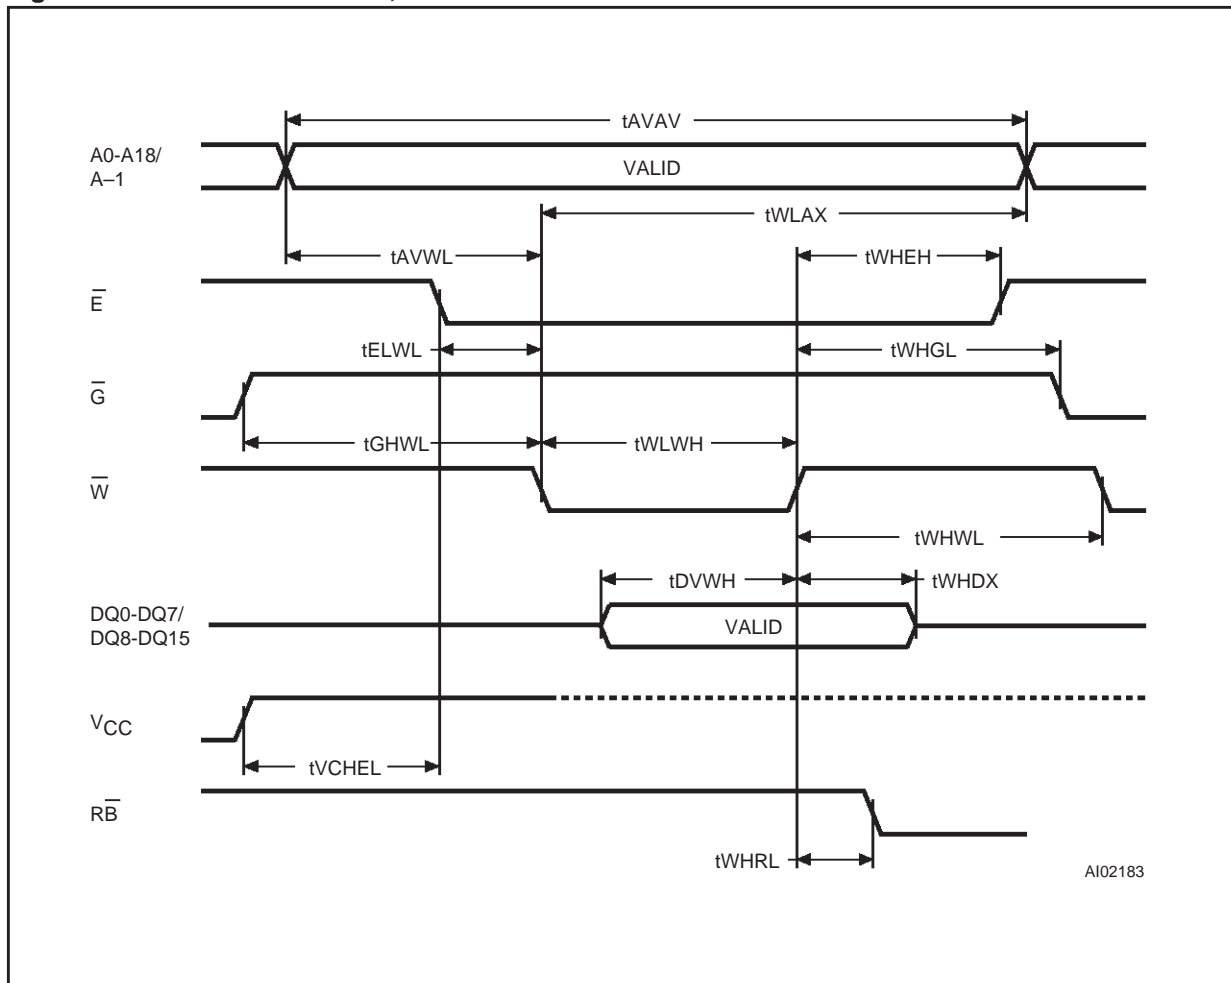 tAVAV
A0-A18/
A–1
VALID
tWLAX
tAVWL
tWHEH
E̅
tELWL
tWHGL
G̅
tGHWL
tWLWH
W̅
tWHWL
tDVWH
tWHDX
DQ0-DQ7/
DQ8-DQ15
VALID
VCC
tVCHEL
RB̅
tWHRL
AI02183